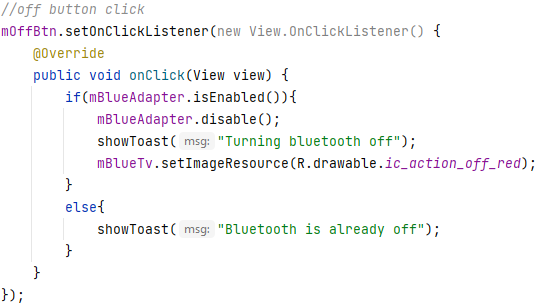 //off button click
mOffBtn.setOnClickListener(new View.OnClickListener() {
    @Override
    public void onClick(View view) {
        if(mBlueAdapter.isEnabled()){
            mBlueAdapter.disable();
            showToast( msg: "Turning bluetooth off");
            mBlueTv.setImageResource(R.drawable.ic_action_off_red);
        }
        else{
            showToast( msg: "Bluetooth is already off");
        }
    }
});